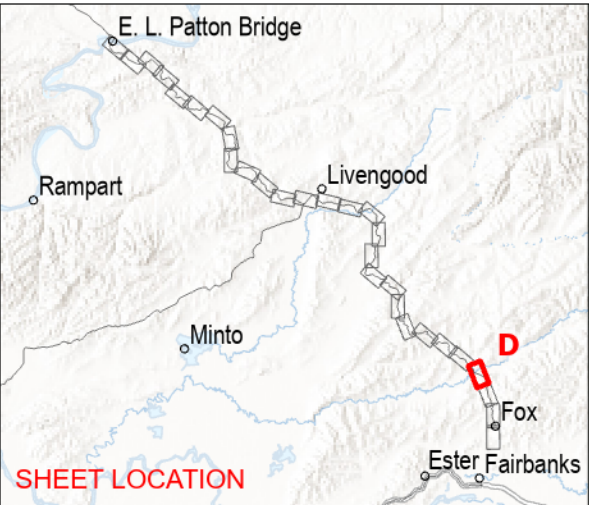 E. L. Patton Bridge
Rampart
Livengood
Minto
D
Fox
Ester Fairbanks
SHEET LOCATION